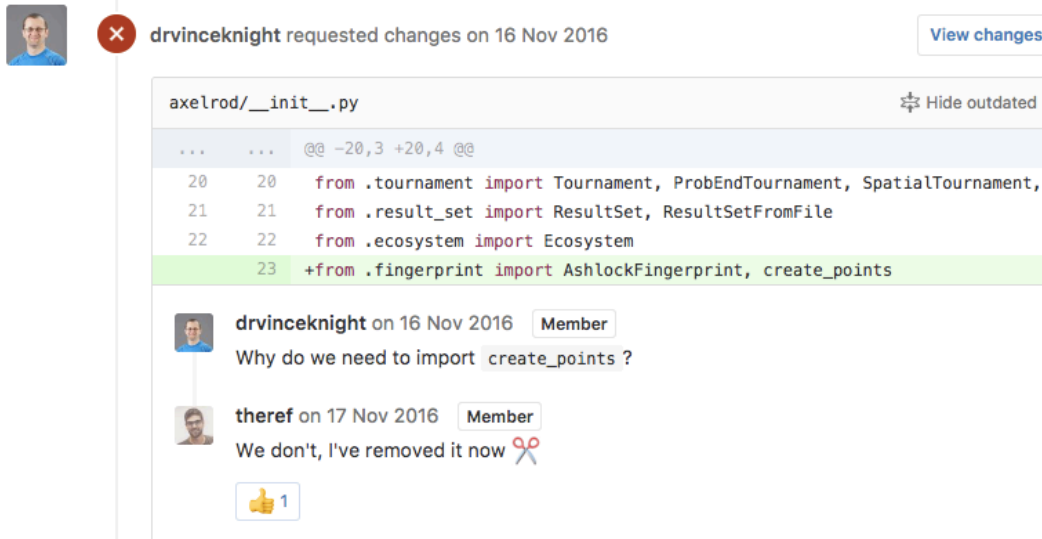 drvinceknight requested changes on 16 Nov 2016
View changes
axelrod/__init__.py
Hide outdated
... ... @@ -20,3 +20,4 @@
20 20 from .tournament import Tournament, ProbEndTournament, SpatialTournament,
21 21 from .result_set import ResultSet, ResultSetFromFile
22 22 from .ecosystem import Ecosystem
23 +from .fingerprint import AshlockFingerprint, create_points
drvinceknight on 16 Nov 2016 Member
Why do we need to import create_points?
theref on 17 Nov 2016 Member
We don't, I've removed it now ✂️
👍 1